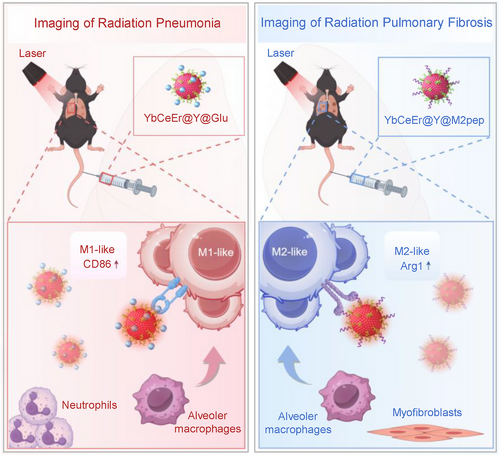 Imaging of Radiation Pneumonia
Laser
YbCeEr@Y@Glu
M1-like
CD86 ↑
M1-like
Neutrophils
Alveoler
macrophages
Imaging of Radiation Pulmonary Fibrosis
Laser
YbCeEr@Y@M2pep
M2-like
M2-like
Arg1 ↑
Alveoler
macrophages
Myofibroblasts